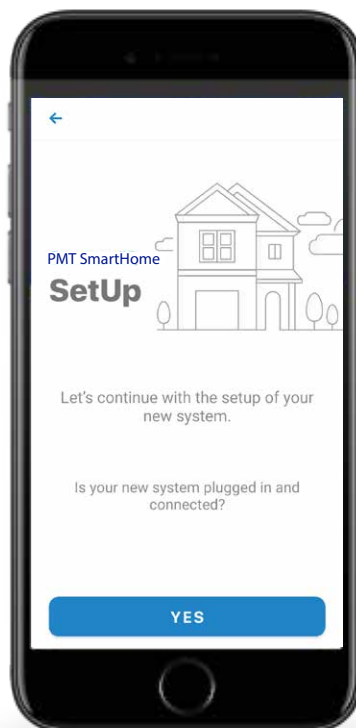 PMT SmartHome
SetUp
Let's continue with the setup of your
new system.
Is your new system plugged in and
connected?
YES